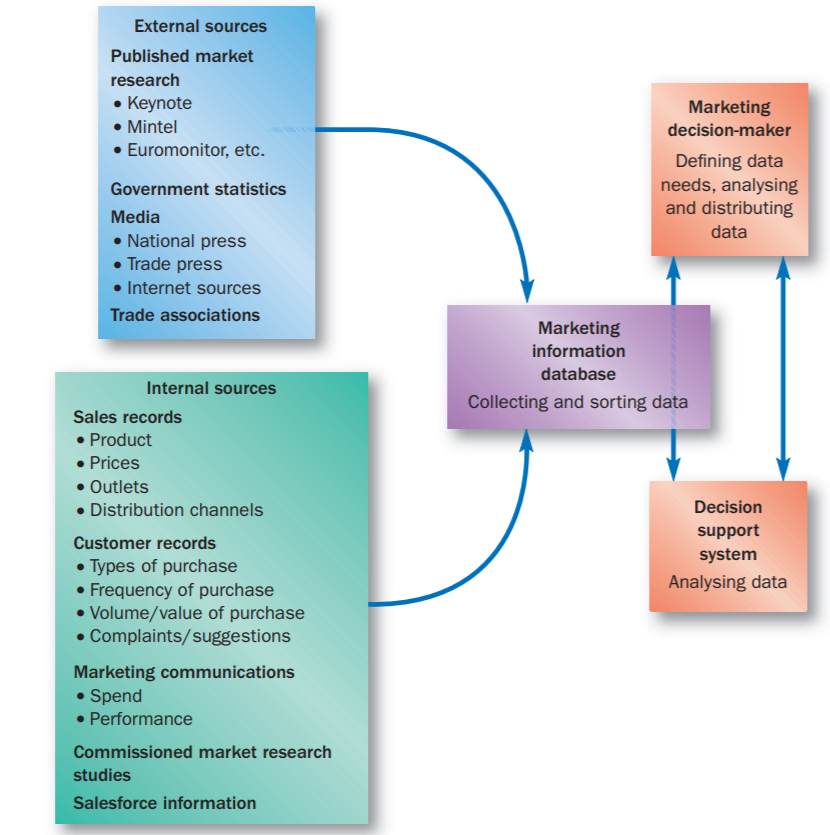 External sources
Published market
research
• Keynote
• Mintel
• Euromonitor, etc.
Government statistics
Media
• National press
• Trade press
• Internet sources
Trade associations
Internal sources
Sales records
• Product
• Prices
• Outlets
• Distribution channels
Customer records
• Types of purchase
• Frequency of purchase
• Volume/value of purchase
• Complaints/suggestions
Marketing communications
• Spend
• Performance
Commissioned market research
studies
Salesforce information
Marketing
information
database
Collecting and sorting data
Marketing
decision-maker
Defining data
needs, analysing
and distributing
data
Decision
support
system
Analysing data